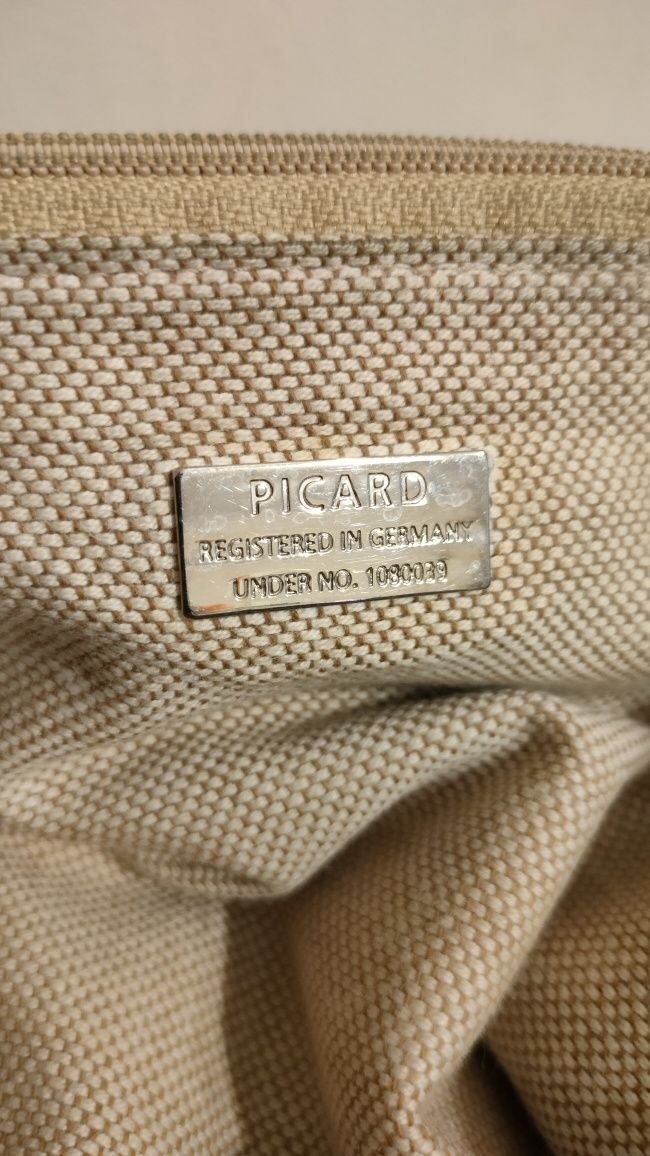 PICARD
REGISTERED IN GERMANY
UNDER NO. 1080039